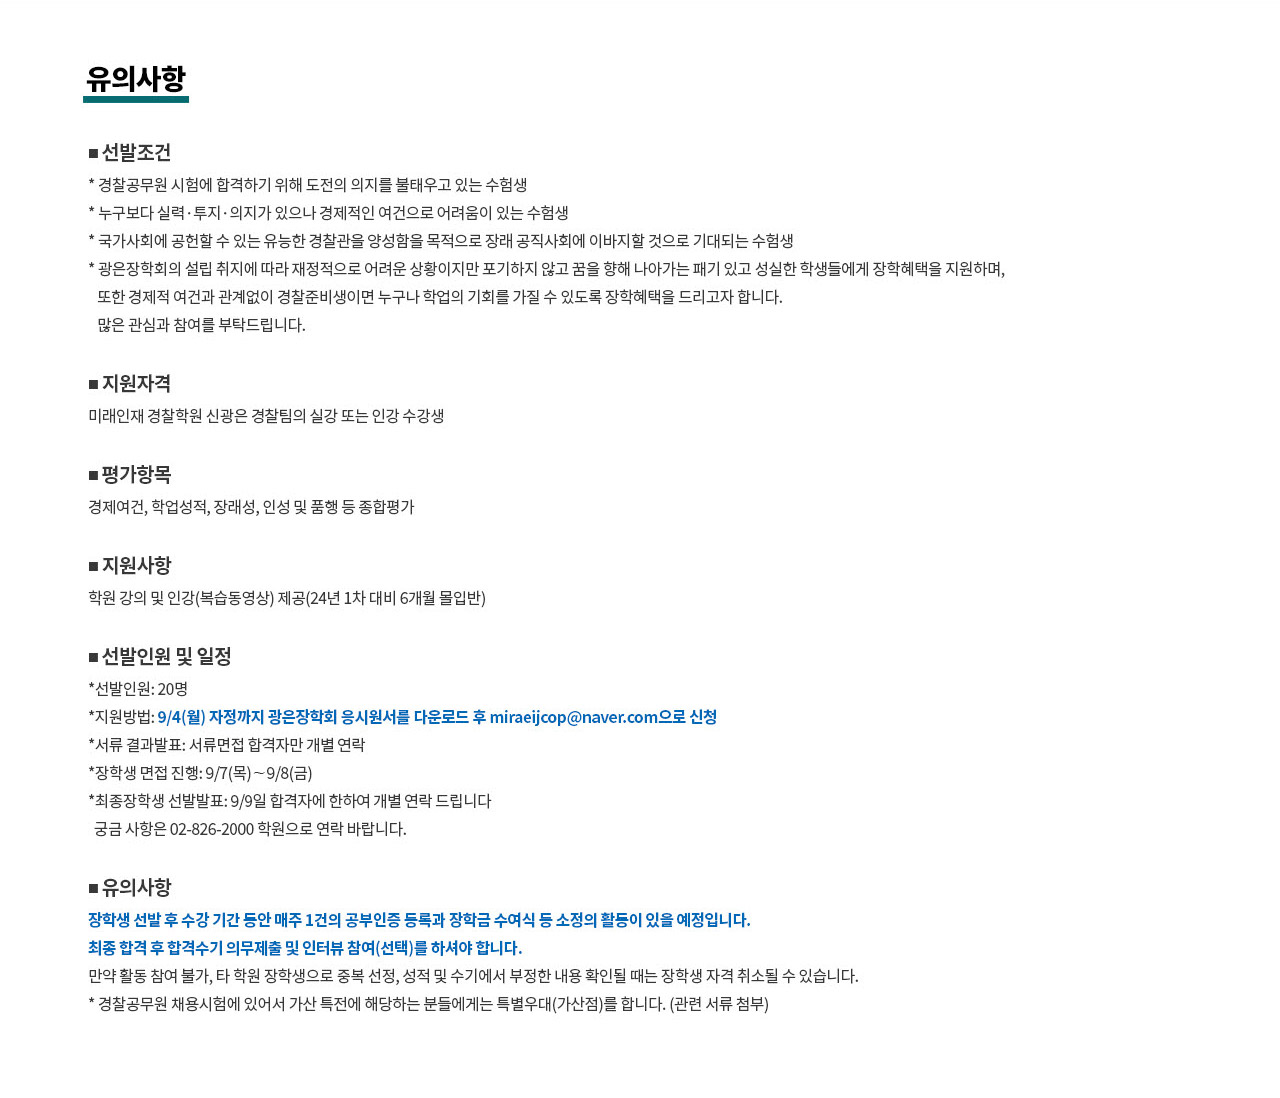 유의사항
■ 선발조건
* 경찰공무원 시험에 합격하기 위해 도전의 의지를 불태우고 있는 수험생
* 누구보다 실력·투지·의지가 있으나 경제적인 여건으로 어려움이 있는 수험생
* 국가사회에 공헌할 수 있는 유능한 경찰관을 양성함을 목적으로 장래 공직사회에 이바지할 것으로 기대되는 수험생
* 광은장학회의 설립 취지에 따라 재정적으로 어려운 상황이지만 포기하지 않고 꿈을 향해 나아가는 패기 있고 성실한 학생들에게 장학혜택을 지원하며,
또한 경제적 여건과 관계없이 경찰준비생이면 누구나 학업의 기회를 가질 수 있도록 장학혜택을 드리고자 합니다.
많은 관심과 참여를 부탁드립니다.
■ 지원자격
미래인재 경찰학원 신광은 경찰팀의 실강 또는 인강 수강생
■ 평가항목
경제여건, 학업성적, 장래성, 인성 및 품행 등 종합평가
■ 지원사항
학원 강의 및 인강(복습동영상) 제공(24년 1차 대비 6개월 몰입반)
■ 선발인원 및 일정
*선발인원: 20명
*지원방법: 9/4(월) 자정까지 광은장학회 응시원서를 다운로드 후 miraeijcop@naver.com으로 신청
*서류 결과발표: 서류면접 합격자만 개별 연락
*장학생 면접 진행: 9/7(목)~9/8(금)
*최종장학생 선발발표: 9/9일 합격자에 한하여 개별 연락 드립니다
궁금 사항은 02-826-2000 학원으로 연락 바랍니다.
■ 유의사항
장학생 선발 후 수강 기간 동안 매주 1건의 공부인증 등록과 장학금 수여식 등 소정의 활동이 있을 예정입니다.
최종 합격 후 합격수기 의무제출 및 인터뷰 참여(선택)를 하셔야 합니다.
만약 활동 참여 불가, 타 학원 장학생으로 중복 선정, 성적 및 수기에서 부정한 내용 확인될 때는 장학생 자격 취소될 수 있습니다.
* 경찰공무원 채용시험에 있어서 가산 특전에 해당하는 분들에게는 특별우대(가산점)를 합니다. (관련 서류 첨부)